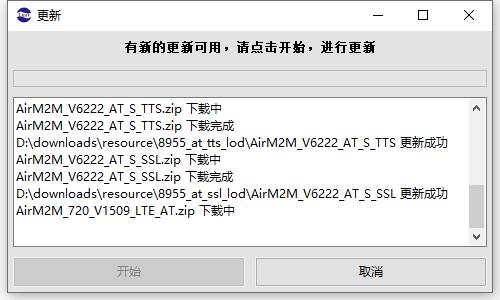 更新
有新的更新可用，请点击开始，进行更新
AirM2M_V6222_AT_S_TTS.zip 下载中
AirM2M_V6222_AT_S_TTS.zip 下载完成
D:\downloads\resource\8955_at_tts_lod\AirM2M_V6222_AT_S_TTS 更新成功
AirM2M_V6222_AT_S_SSL.zip 下载中
AirM2M_V6222_AT_S_SSL.zip 下载完成
D:\downloads\resource\8955_at_ssl_lod\AirM2M_V6222_AT_S_SSL 更新成功
AirM2M_720_V1509_LTE_AT.zip 下载中
开始 取消